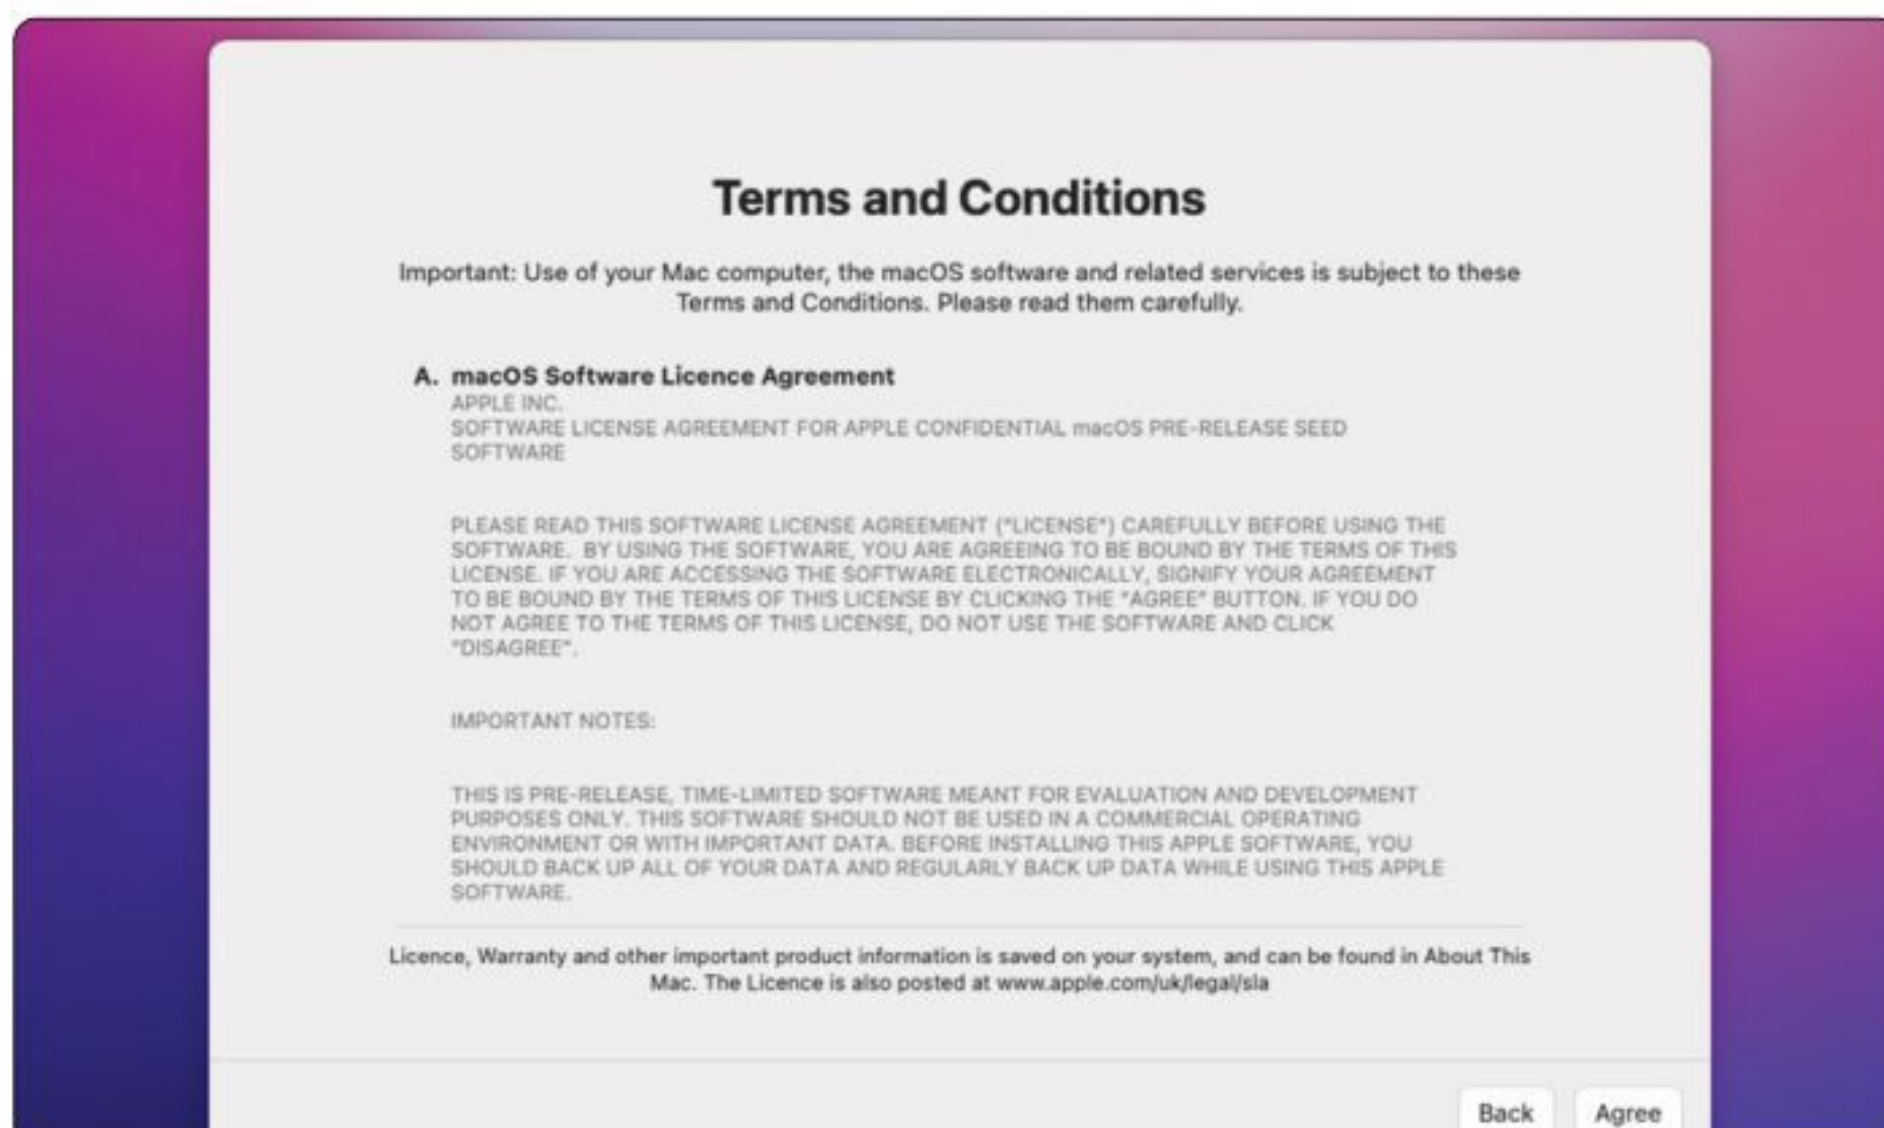 Terms and Conditions
Important: Use of your Mac computer, the macOS software and related services is subject to these
Terms and Conditions. Please read them carefully.
A. macOS Software Licence Agreement
APPLE INC.
SOFTWARE LICENSE AGREEMENT FOR APPLE CONFIDENTIAL macOS PRE-RELEASE SEED
SOFTWARE
PLEASE READ THIS SOFTWARE LICENSE AGREEMENT ("LICENSE") CAREFULLY BEFORE USING THE
SOFTWARE.  BY USING THE SOFTWARE, YOU ARE AGREEING TO BE BOUND BY THE TERMS OF THIS
LICENSE. IF YOU ARE ACCESSING THE SOFTWARE ELECTRONICALLY, SIGNIFY YOUR AGREEMENT
TO BE BOUND BY THE TERMS OF THIS LICENSE BY CLICKING THE "AGREE" BUTTON. IF YOU DO
NOT AGREE TO THE TERMS OF THIS LICENSE, DO NOT USE THE SOFTWARE AND CLICK
"DISAGREE".
IMPORTANT NOTES:
THIS IS PRE-RELEASE, TIME-LIMITED SOFTWARE MEANT FOR EVALUATION AND DEVELOPMENT
PURPOSES ONLY. THIS SOFTWARE SHOULD NOT BE USED IN A COMMERCIAL OPERATING
ENVIRONMENT OR WITH IMPORTANT DATA. BEFORE INSTALLING THIS APPLE SOFTWARE, YOU
SHOULD BACK UP ALL OF YOUR DATA AND REGULARLY BACK UP DATA WHILE USING THIS APPLE
SOFTWARE.
Licence, Warranty and other important product information is saved on your system, and can be found in About This
Mac. The Licence is also posted at www.apple.com/uk/legal/sla
Back Agree